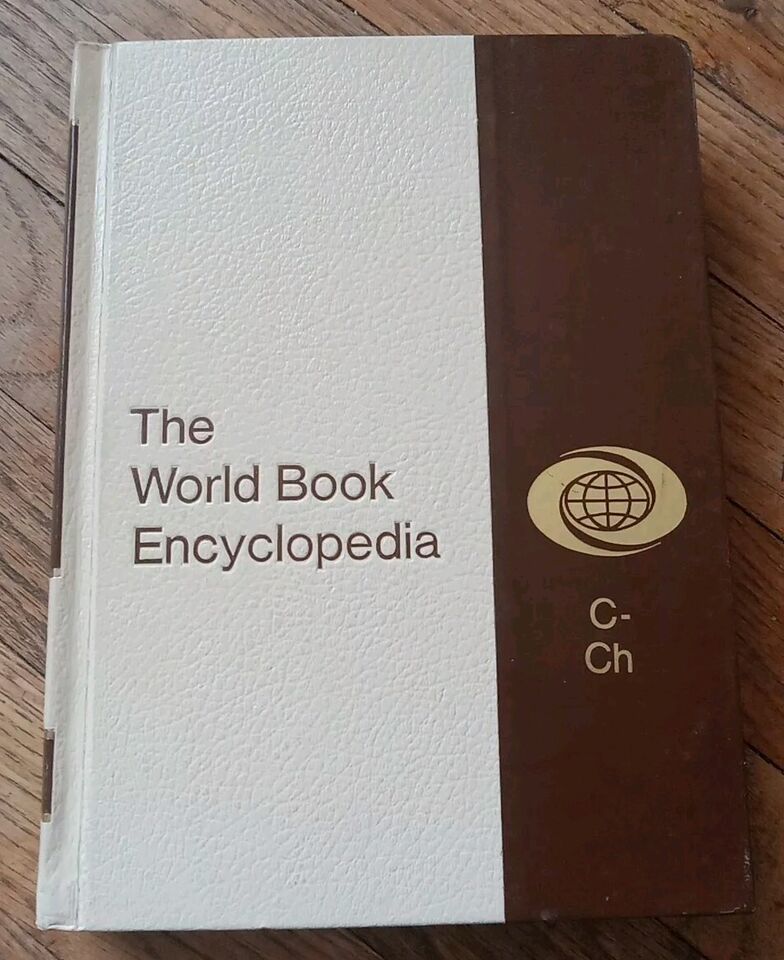 The
World Book
Encyclopedia
C-
Ch